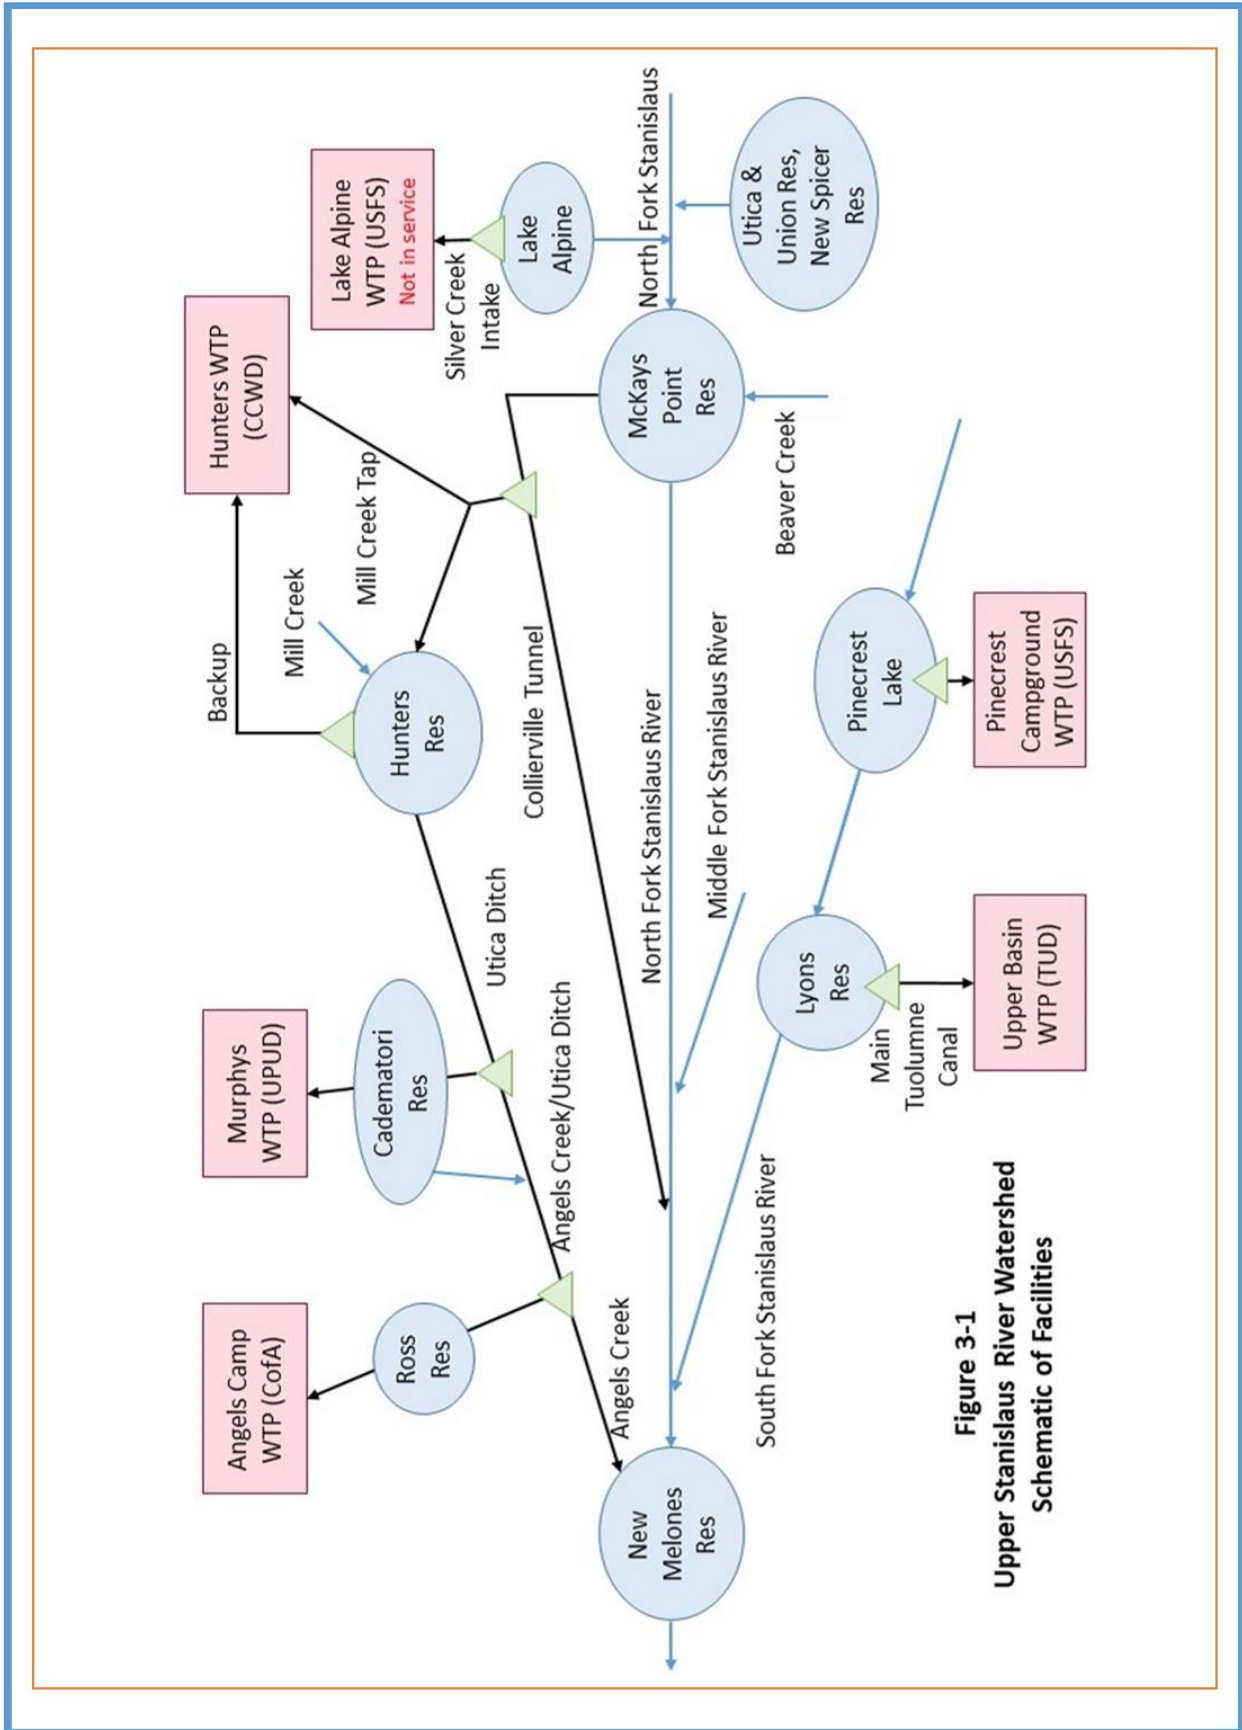 Lake Alpine
WTP (USFS)
Not in service
Hunters WTP
(CCWD)
Murphys
WTP (UPUD)
Angels Camp
WTP (CofA)
Silver Creek
Intake
Lake
Alpine
North Fork Stanislaus
Utica &
Union Res,
New Spicer
Res
McKays
Point
Res
Beaver Creek
Mill Creek Tap
Mill Creek
Backup
Hunters
Res
Collierville Tunnel
Utica Ditch
Cadematori
Res
Angels Creek/Utica Ditch
Ross
Res
Angels Creek
North Fork Stanislaus River
Middle Fork Stanislaus River
Pinecrest
Lake
Pinecrest
Campground
WTP (USFS)
Lyons
Res
Main
Tuolumne
Canal
Upper Basin
WTP (TUD)
South Fork Stanislaus River
New
Melones
Res
Figure 3-1
Upper Stanislaus River Watershed
Schematic of Facilities